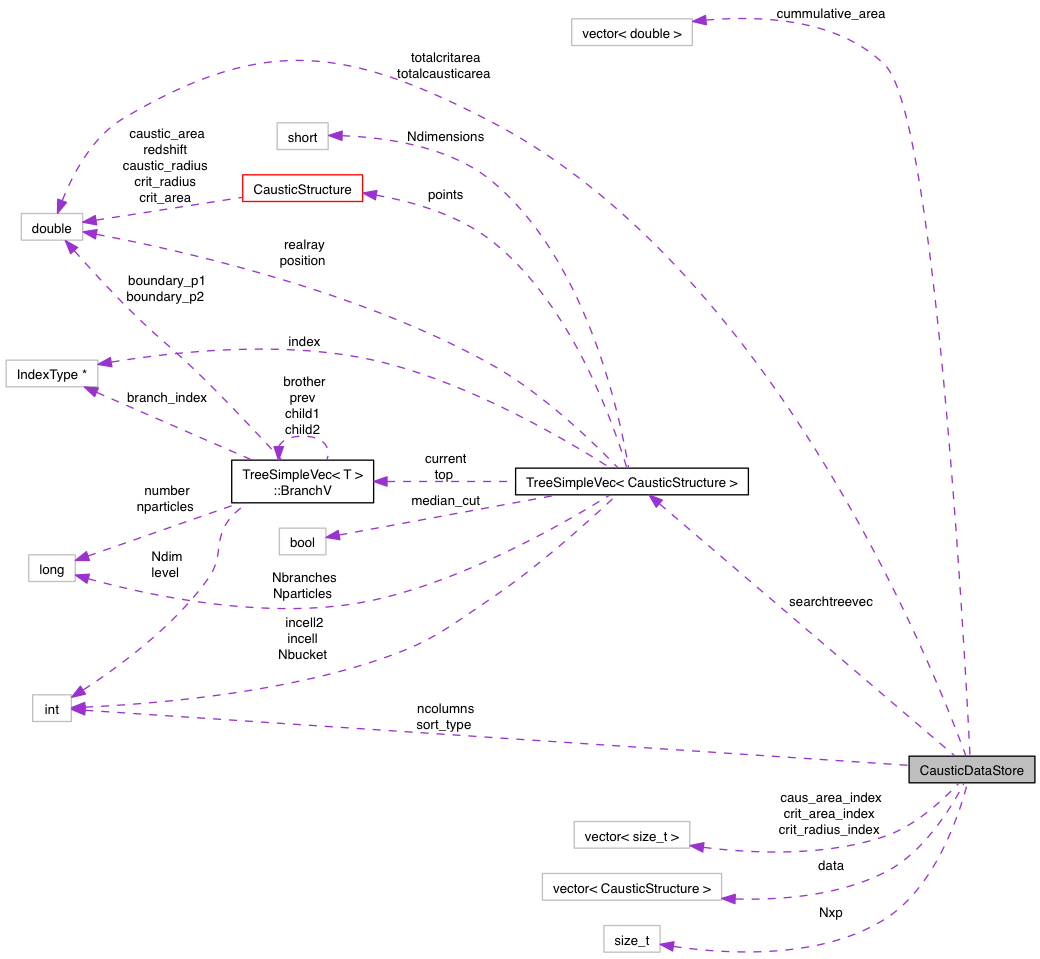 cummulative_area
vector< double >
totalcritarea
totalcausticarea
caustic_area
redshift
caustic_radius
crit_radius
crit_area
short
Ndimensions
CausticStructure
points
double
realray
position
boundary_p1
boundary_p2
index
IndexType *
branch_index
brother
prev
child1
child2
TreeSimpleVec< T >
::BranchV
current
top
TreeSimpleVec< CausticStructure >
number
nparticles
median_cut
bool
long
Ndim
level
Nbranches
Nparticles
searchtreevec
incell2
incell
Nbucket
int
ncolumns
sort_type
CausticDataStore
caus_area_index
crit_area_index
crit_radius_index
vector< size_t >
data
vector< CausticStructure >
Nxp
size_t